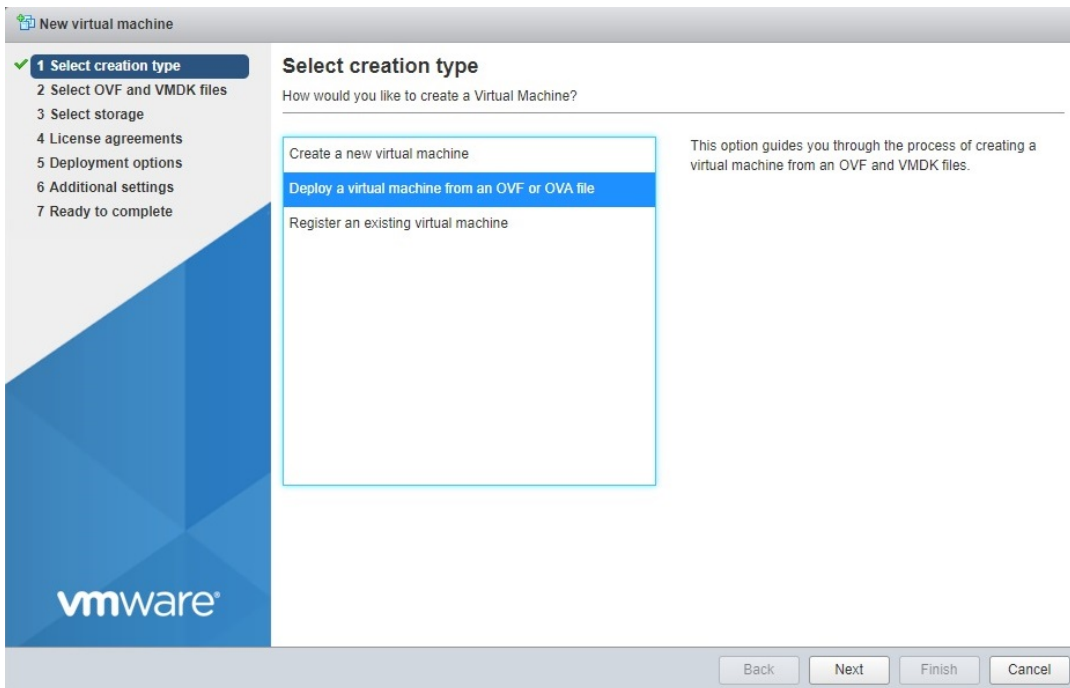 New virtual machine
1 Select creation type
2 Select OVF and VMDK files
3 Select storage
4 License agreements
5 Deployment options
6 Additional settings
7 Ready to complete
vmware®
Select creation type
How would you like to create a Virtual Machine?
Create a new virtual machine
Deploy a virtual machine from an OVF or OVA file
Register an existing virtual machine
This option guides you through the process of creating a
virtual machine from an OVF and VMDK files.
Back Next Finish Cancel